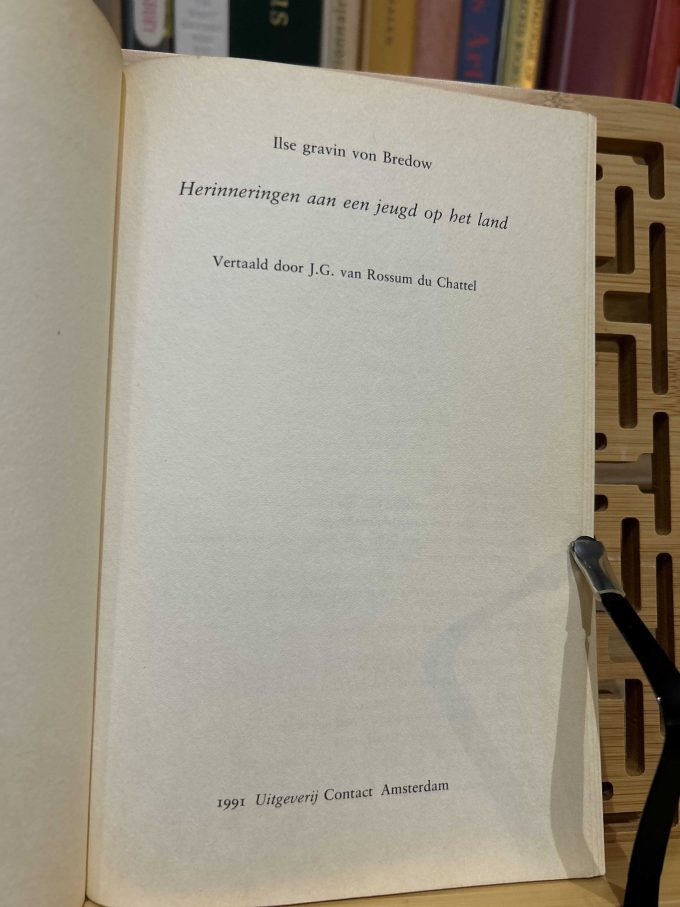 Ilse gravin von Bredow
Herinneringen aan een jeugd op het land
Vertaald door J.G. van Rossum du Chattel
1991 Uitgeverij Contact Amsterdam